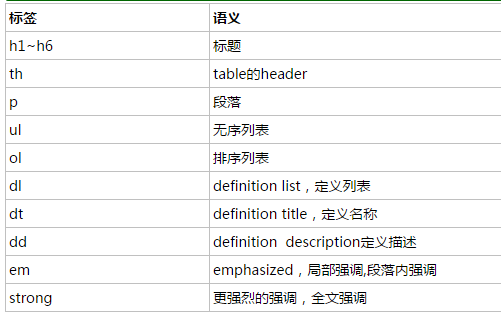 标签 语义
h1~h6 标题
th table的header
p 段落
ul 无序列表
ol 排序列表
dl definition list，定义列表
dt definition title，定义名称
dd definition  description定义描述
em emphasized，局部强调,段落内强调
strong 更强烈的强调，全文强调